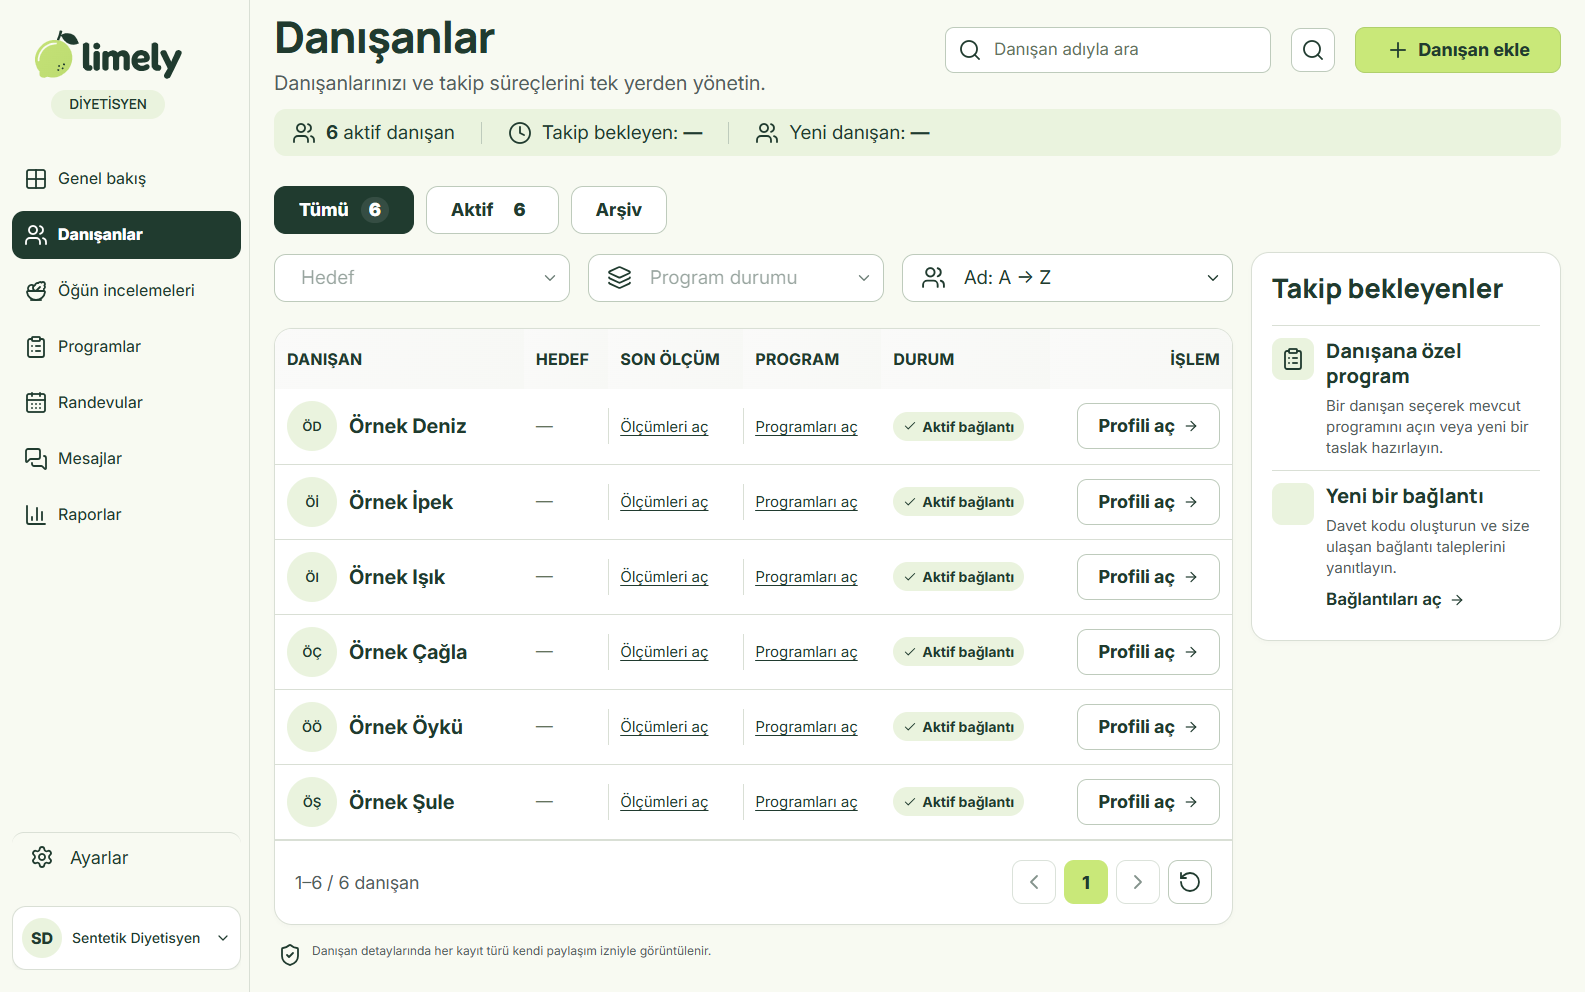 limely
DİYETİSYEN
Genel bakış
Danışanlar
Öğün incelemeleri
Programlar
Randevular
Mesajlar
Raporlar
Ayarlar
SD Sentetik Diyetisyen
Danışanlar
Danışanlarınızı ve takip süreçlerini tek yerden yönetin.
Danışan adıyla ara
Danışan ekle
6 aktif danışan
Takip bekleyen: —
Yeni danışan: —
Tümü 6
Aktif 6
Arşiv
Hedef
Program durumu
Ad: A → Z
DANIŞAN HEDEF SON ÖLÇÜM PROGRAM DURUM İŞLEM
ÖD Örnek Deniz — Ölçümleri aç Programları aç Aktif bağlantı Profili aç →
Öİ Örnek İpek — Ölçümleri aç Programları aç Aktif bağlantı Profili aç →
ÖI Örnek Işık — Ölçümleri aç Programları aç Aktif bağlantı Profili aç →
ÖÇ Örnek Çağla — Ölçümleri aç Programları aç Aktif bağlantı Profili aç →
ÖÖ Örnek Öykü — Ölçümleri aç Programları aç Aktif bağlantı Profili aç →
ÖŞ Örnek Şule — Ölçümleri aç Programları aç Aktif bağlantı Profili aç →
1–6 / 6 danışan
1
Danışan detaylarında her kayıt türü kendi paylaşım izniyle görüntülenir.
Takip bekleyenler
Danışana özel
program
Bir danışan seçerek mevcut
programını açın veya yeni bir
taslak hazırlayın.
Yeni bir bağlantı
Davet kodu oluşturun ve size
ulaşan bağlantı taleplerini
yanıtlayın.
Bağlantıları aç →